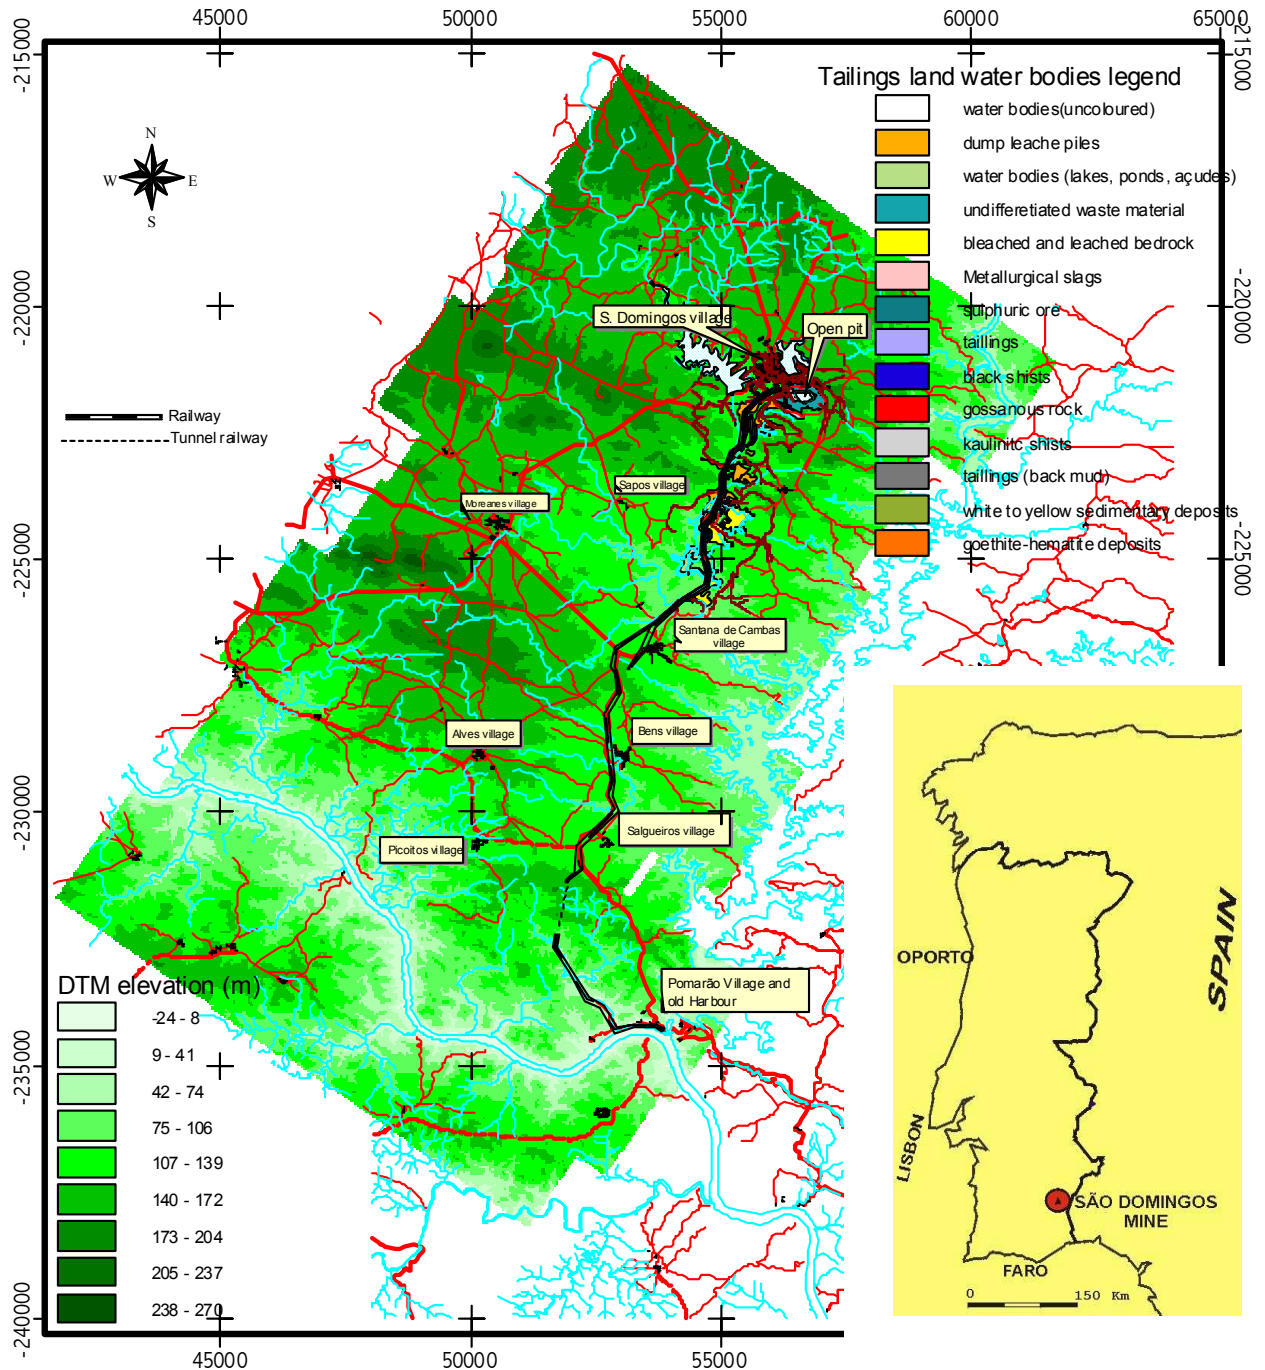 45000
50000
55000
60000
65000
-215000
-215000
Tailings land water bodies legend
water bodies(uncoloured)
dump leache piles
water bodies (lakes, ponds, açudes)
undifferetiated waste material
bleached and leached bedrock
Metallurgical slags
sulphuric ore
taillings
black shists
gossanous rock
kaulinitc shists
taillings (back mud)
white to yellow sedimentary deposits
goethite-hematite deposits
N
W
E
S
-220000
-220000
S. Domingos village
Open pit
Railway
Tunnel railway
Sapos village
Moreanes village
-225000
-225000
Santana de Cambas
village
Alves village
Bens village
-230000
Salgueiros village
Picoitos village
Pomarão Village and
old Harbour
DTM elevation (m)
-24 - 8
9 - 41
42 - 74
75 - 106
107 - 139
140 - 172
173 - 204
205 - 237
238 - 270
-235000
-240000
45000
50000
55000
SPAIN
OPORTO
LISBON
SÃO DOMINGOS
MINE
FARO
0
150 Km